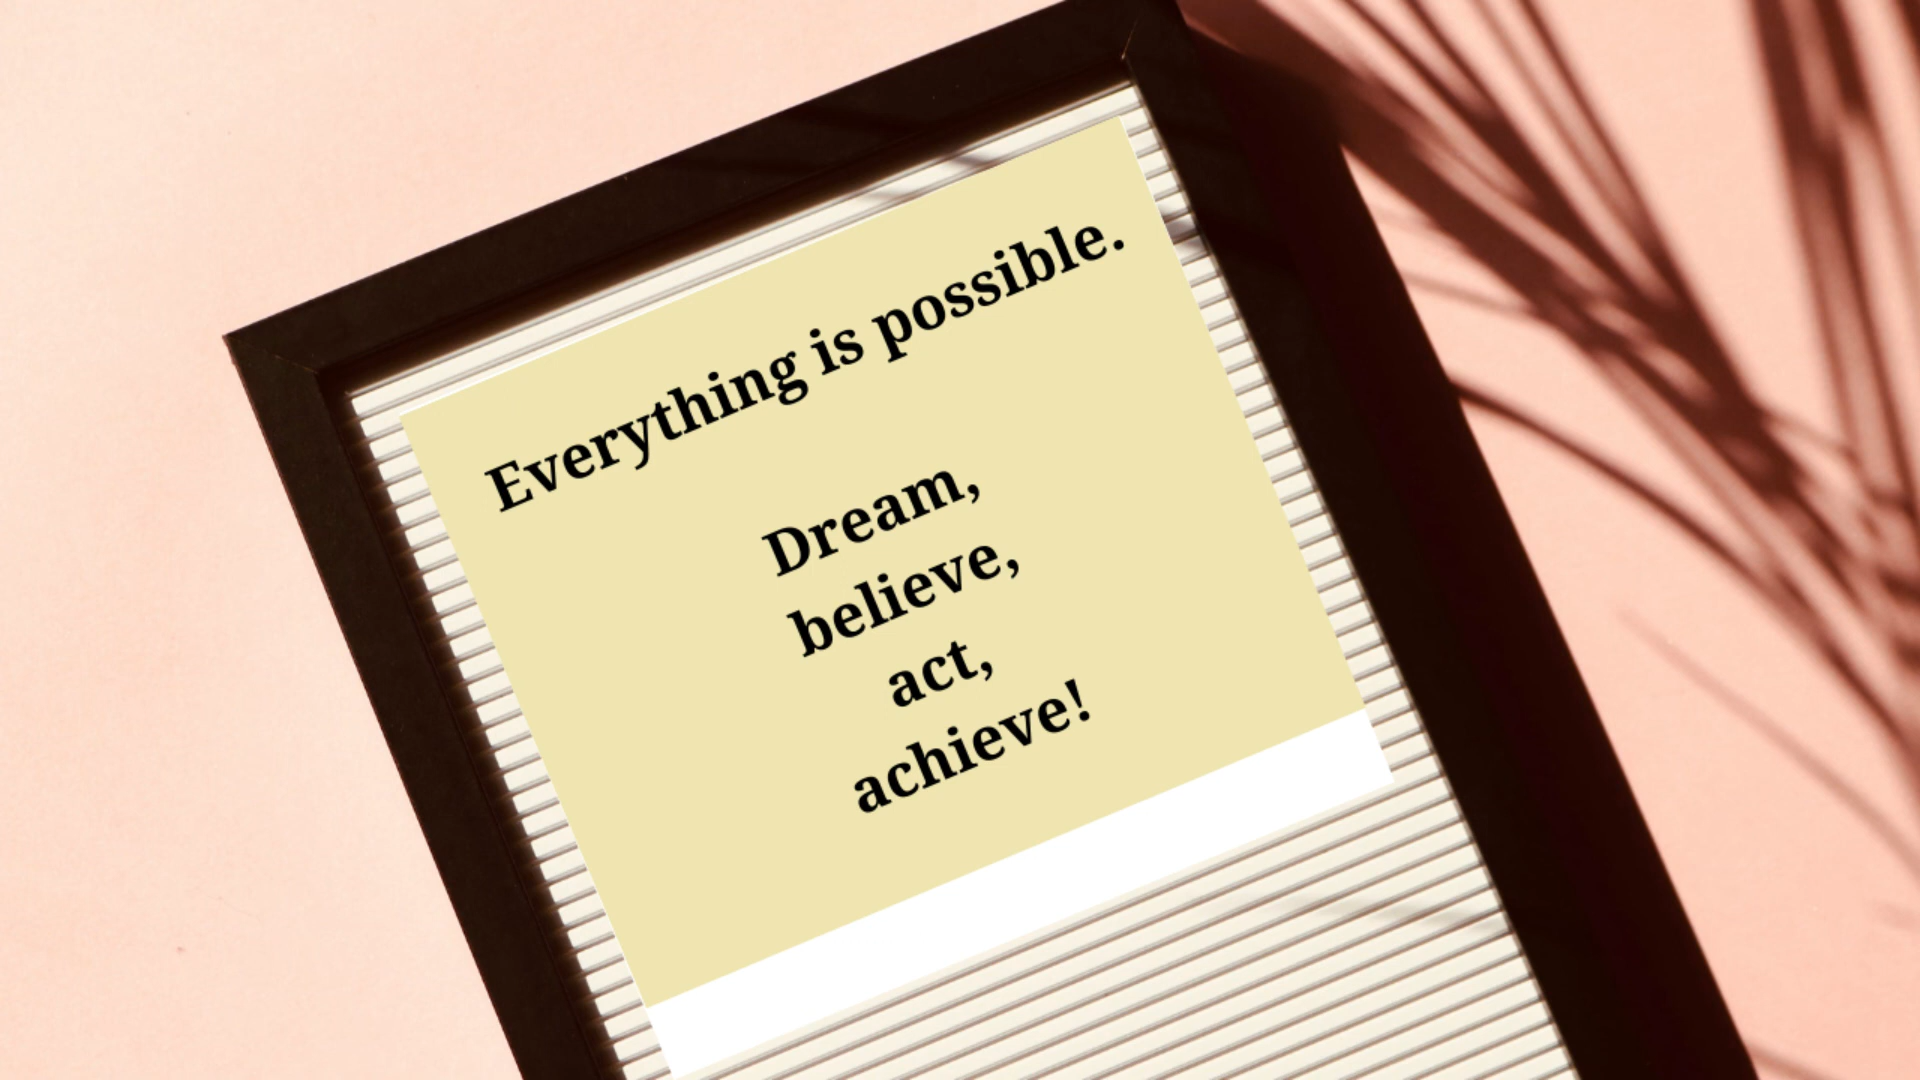 Everything is possible.
Dream,
believe,
act,
achieve!